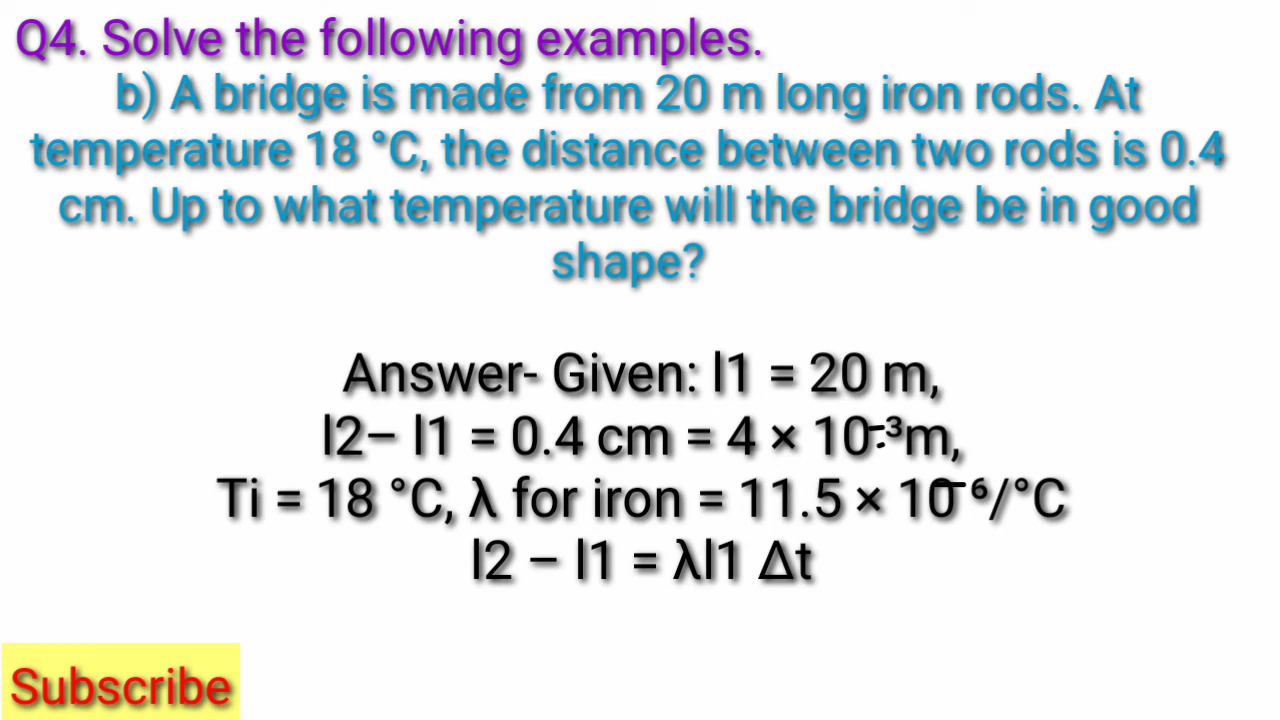 Q4. Solve the following examples.
b) A bridge is made from 20 m long iron rods. At
temperature 18 °C, the distance between two rods is 0.4
cm. Up to what temperature will the bridge be in good
shape?
Answer- Given: l1 = 20 m,
l2– l1 = 0.4 cm = 4 × 10⁻³m,
Ti = 18 °C, λ for iron = 11.5 × 10⁻⁶/°C
l2 – l1 = λl1 Δt
Subscribe